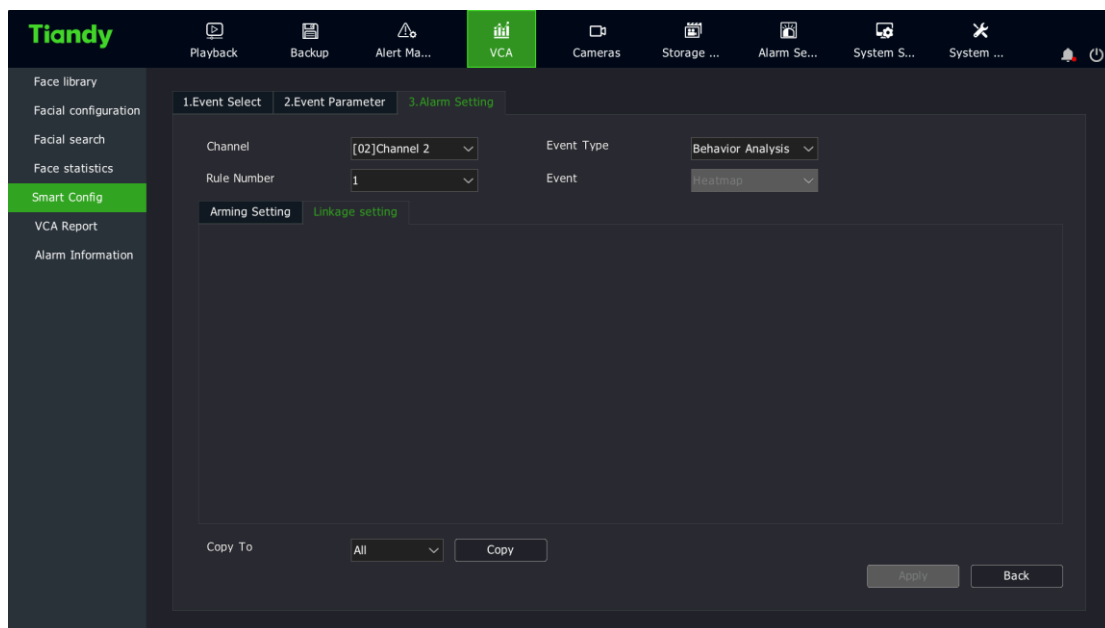 Tiandy
Playback
Backup
Alert Ma...
VCA
Cameras
Storage ...
Alarm Se...
System S...
System ...
Face library
Facial configuration
Facial search
Face statistics
Smart Config
VCA Report
Alarm Information
1.Event Select 2.Event Parameter 3.Alarm Setting
Channel [02]Channel 2 Event Type Behavior Analysis
Rule Number 1 Event Heatmap
Arming Setting Linkage setting
Copy To All Copy
Apply Back